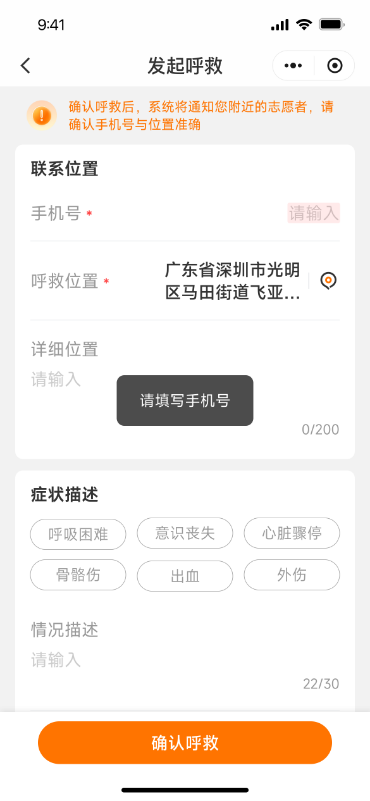 9:41
发起呼救
确认呼救后，系统将通知您附近的志愿者，请
确认手机号与位置准确
联系位置
手机号 * 请输入
呼救位置 * 广东省深圳市光明
区马田街道飞亚...
详细位置
请输入
请填写手机号
0/200
症状描述
呼吸困难 意识丧失 心脏骤停
骨骼伤 出血 外伤
情况描述
请输入
22/30
确认呼救